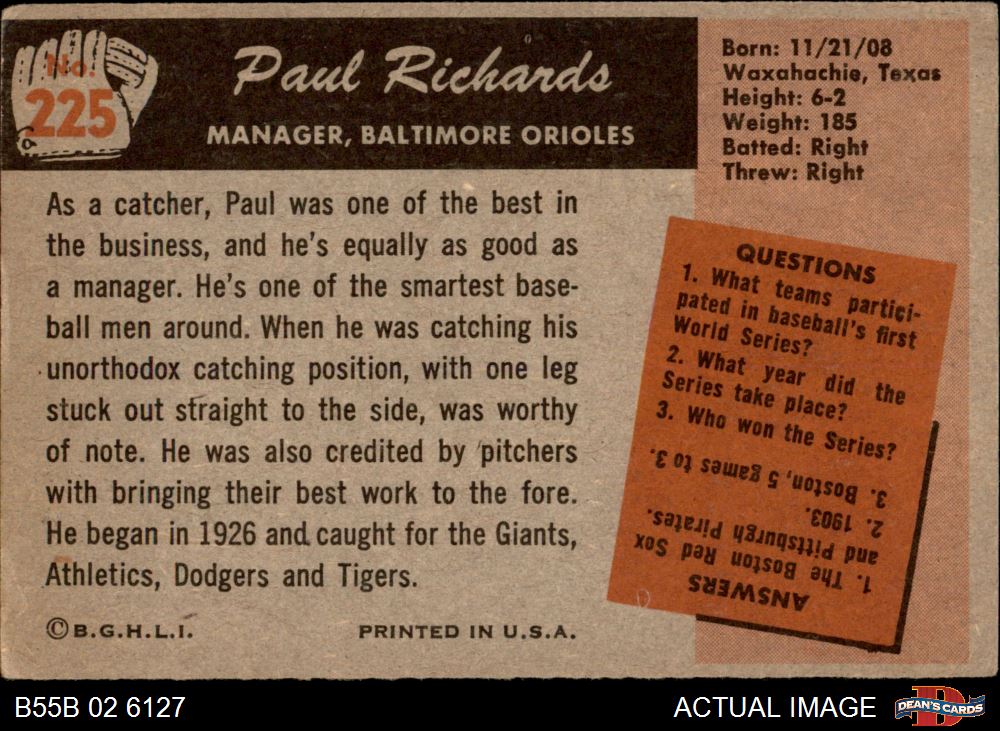 No.
225
Paul Richards
MANAGER, BALTIMORE ORIOLES
Born: 11/21/08
Waxahachie, Texas
Height: 6-2
Weight: 185
Batted: Right
Threw: Right
As a catcher, Paul was one of the best in
the business, and he's equally as good as
a manager. He's one of the smartest base-
ball men around. When he was catching his
unorthodox catching position, with one leg
stuck out straight to the side, was worthy
of note. He was also credited by pitchers
with bringing their best work to the fore.
He began in 1926 and caught for the Giants,
Athletics, Dodgers and Tigers.
©B.G.H.L.I.
PRINTED IN U.S.A.
QUESTIONS
1. What teams partici-
pated in baseball's first
World Series?
2. What year did the
Series take place?
3. Who won the Series?
ANSWERS
1. The Boston Red Sox
and Pittsburgh Pirates.
2. 1903.
3. Boston, 5 games to 3.
B55B 02 6127
ACTUAL IMAGE
D
DEAN'S CARDS